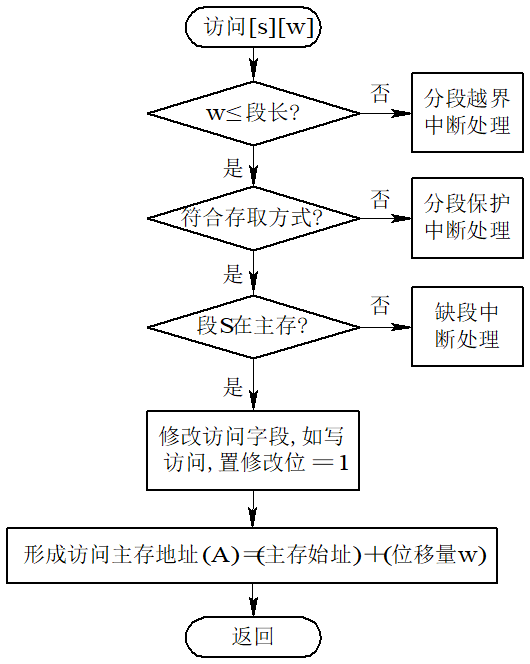 访问[s][w]
w≤段长?
否
分段越界
中断处理
是
符合存取方式?
否
分段保护
中断处理
是
段S在主存?
否
缺段中
断处理
是
修改访问字段,如写
访问,置修改位＝1
形成访问主存地址(A)=(主存始址)+(位移量w)
返回